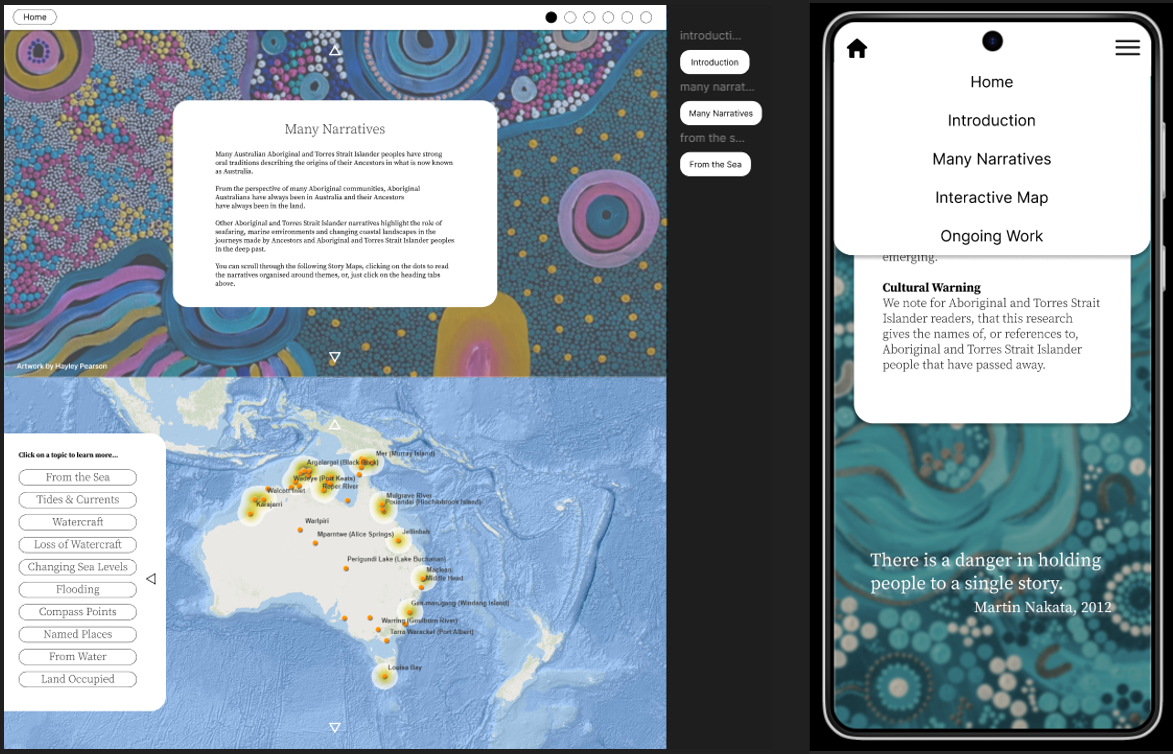 Home
Many Narratives
Many Australian Aboriginal and Torres Strait Islander peoples have strong
oral traditions describing the origins of their Ancestors in what is now known
as Australia.
From the perspective of many Aboriginal communities, Aboriginal
Australians have always been in Australia and their Ancestors
have always been in the land.
Other Aboriginal and Torres Strait Islander narratives highlight the role of
seafaring, marine environments and changing coastal landscapes in the
journeys made by Ancestors and Aboriginal and Torres Strait Islander peoples
in the deep past.
You can scroll through the following Story Maps, clicking on the dots to read
the narratives organised around themes, or, just click on the heading tabs
above.
Artwork by Hayley Pearson
Click on a topic to learn more...
From the Sea
Tides & Currents
Watercraft
Loss of Watercraft
Changing Sea Levels
Flooding
Compass Points
Named Places
From Water
Land Occupied
Mer (Murray Island)
Argalargal (Black Rock)
Wadeye (Port Keats)
Roper River
Walcott Inlet
Karajarri
Mulgrave River
Warlpiri
Mparntwe (Alice Springs)
Jellinbah
Perigundi Lake (Lake Buchanan)
Maclean
Middle Head
Gan-man-gang (Windang Island)
Warring (Goulburn River)
Tarra Warackel (Port Albert)
Louisa Bay
introducti...
Introduction
many narrat...
Many Narratives
from the s...
From the Sea
Home
Introduction
Many Narratives
Interactive Map
Ongoing Work
emerging.
Cultural Warning
We note for Aboriginal and Torres Strait
Islander readers, that this research
gives the names of, or references to,
Aboriginal and Torres Strait Islander
people that have passed away.
There is a danger in holding
people to a single story.
Martin Nakata, 2012